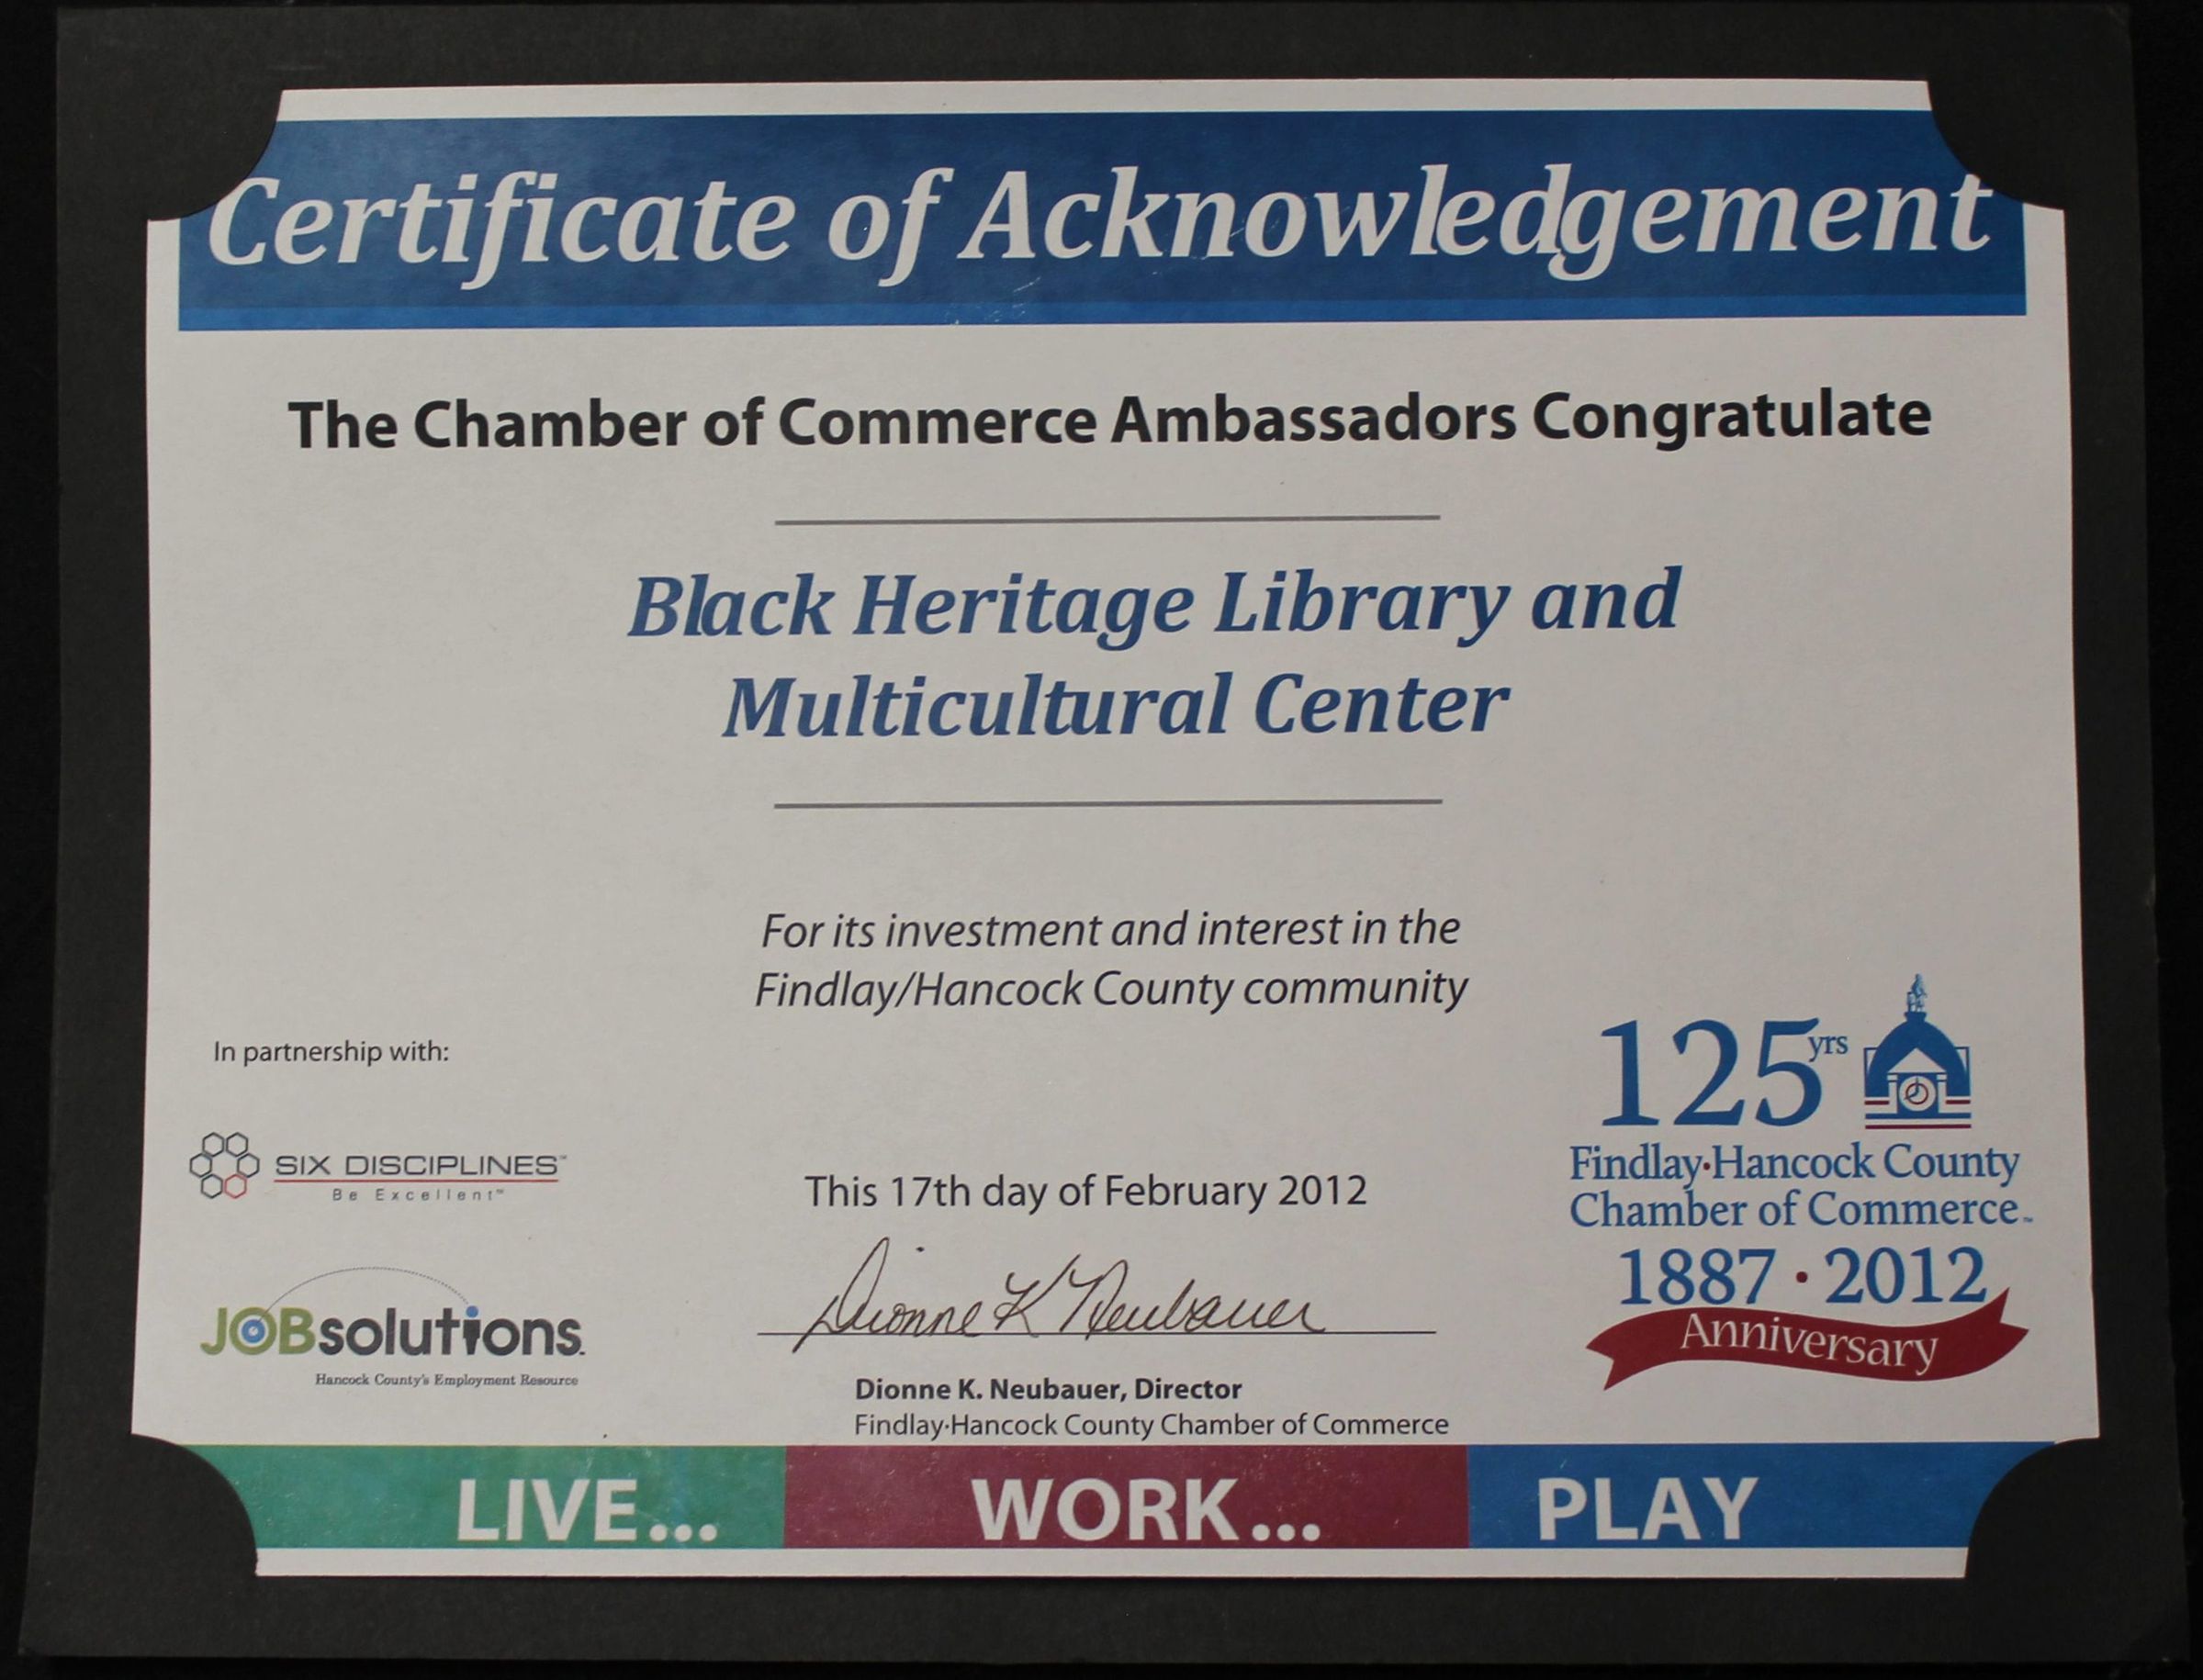 Certificate of Acknowledgement
The Chamber of Commerce Ambassadors Congratulate
Black Heritage Library and
Multicultural Center
For its investment and interest in the
Findlay/Hancock County community
In partnership with:
SIX DISCIPLINES™
Be Excellent™
JOBsolutions.
Hancock County's Employment Resource
This 17th day of February 2012
Dionne K Neubauer
Dionne K. Neubauer, Director
Findlay·Hancock County Chamber of Commerce
125 yrs
Findlay·Hancock County
Chamber of Commerce™
1887 · 2012
Anniversary
LIVE... WORK... PLAY